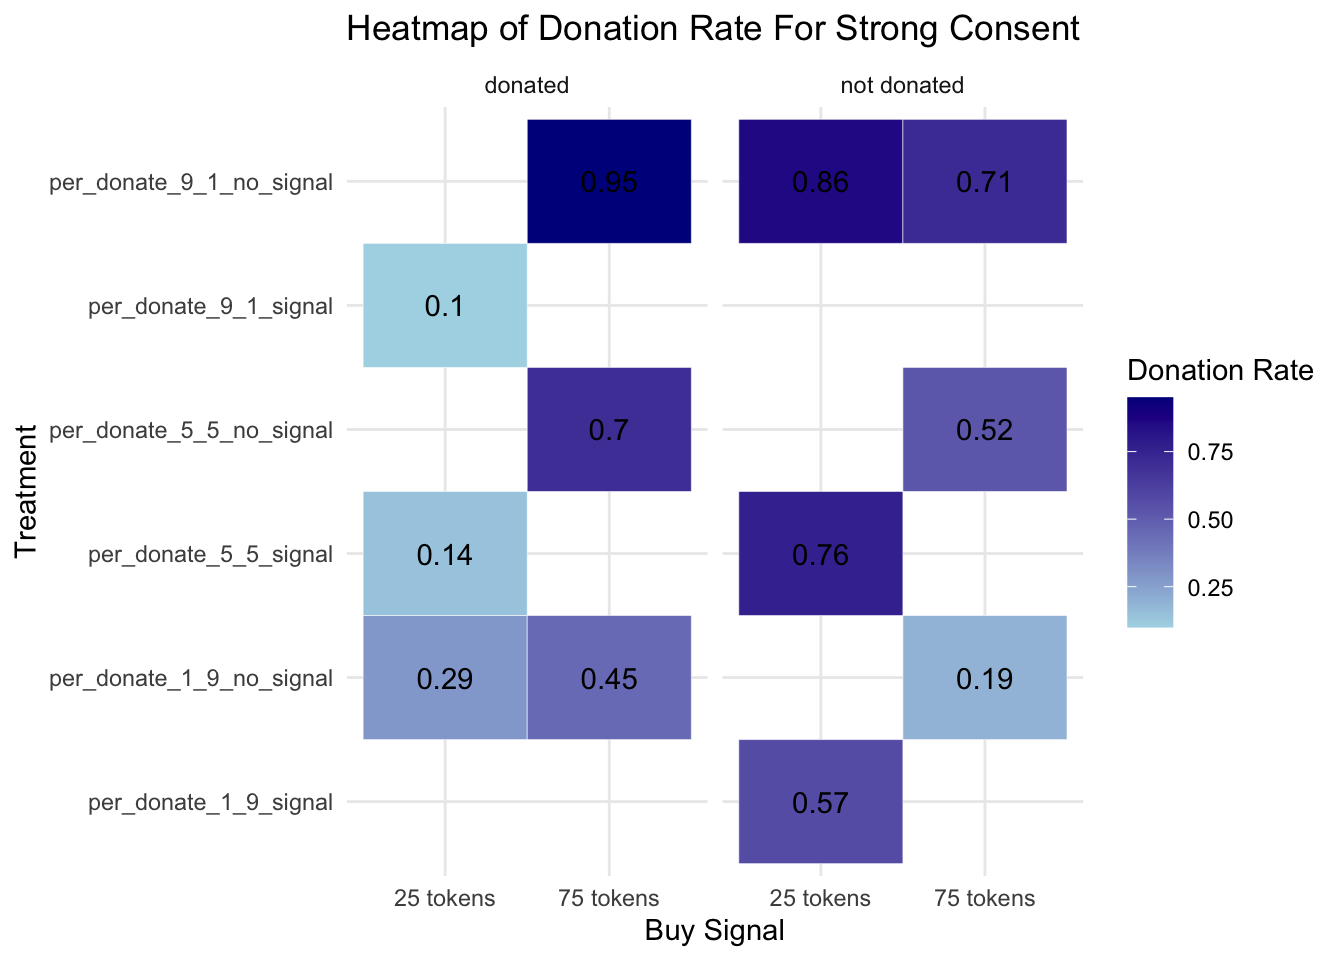 Heatmap of Donation Rate For Strong Consent
donated
not donated
per_donate_9_1_no_signal
0.95
0.86
0.71
per_donate_9_1_signal
0.1
per_donate_5_5_no_signal
0.7
0.52
per_donate_5_5_signal
0.14
0.76
per_donate_1_9_no_signal
0.29
0.45
0.19
per_donate_1_9_signal
0.57
25 tokens
75 tokens
25 tokens
75 tokens
Buy Signal
Treatment
Donation Rate
0.75
0.50
0.25